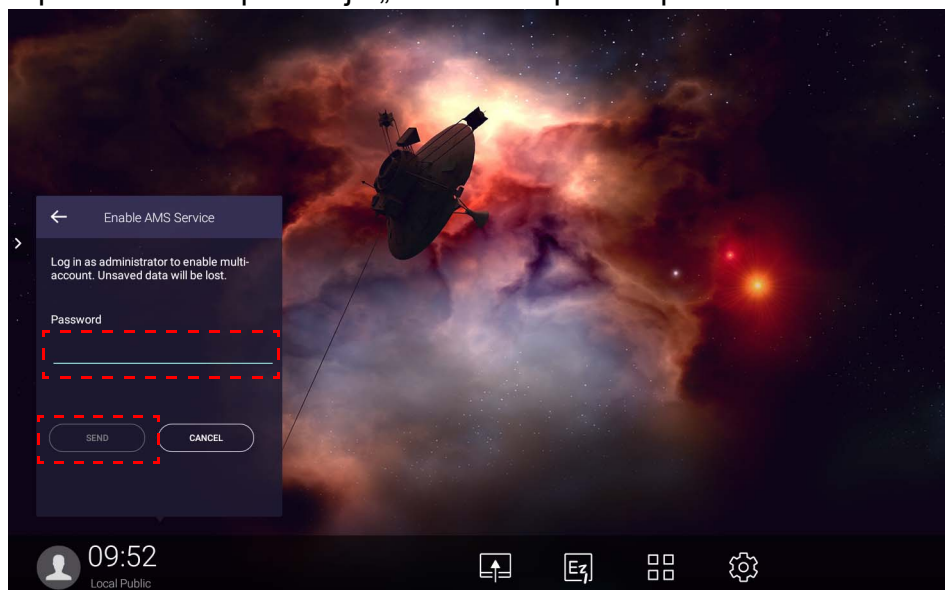 Enable AMS Service
Log in as administrator to enable multi-
account. Unsaved data will be lost.
Password
SEND
CANCEL
09:52
Local Public